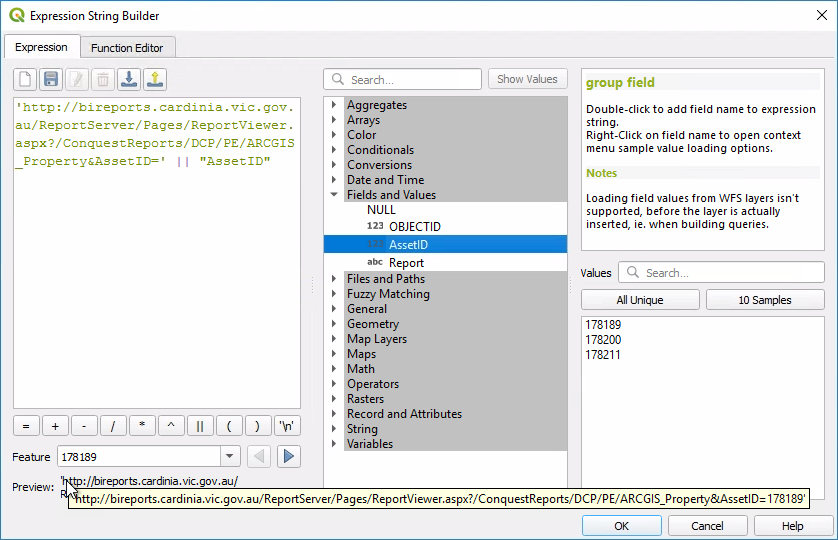 Expression String Builder
Expression
Function Editor
Search...
Show Values
'http://bireports.cardinia.vic.gov.
au/ReportServer/Pages/ReportViewer.
aspx?/ConquestReports/DCP/PE/ARCGIS
_Property&AssetID=' || "AssetID"
= + - / * ^ || ( ) '\n'
Feature 178189
Preview: 'http://bireports.cardinia.vic.gov.au/
'http://bireports.cardinia.vic.gov.au/ReportServer/Pages/ReportViewer.aspx?/ConquestReports/DCP/PE/ARCGIS_Property&AssetID=178189'
Aggregates
Arrays
Color
Conditionals
Conversions
Date and Time
Fields and Values
NULL
123 OBJECTID
123 AssetID
abc Report
Files and Paths
Fuzzy Matching
General
Geometry
Map Layers
Maps
Math
Operators
Rasters
Record and Attributes
String
Variables
group field
Double-click to add field name to expression
string.
Right-Click on field name to open context
menu sample value loading options.
Notes
Loading field values from WFS layers isn't
supported, before the layer is actually
inserted, ie. when building queries.
Values Search...
All Unique
10 Samples
178189
178200
178211
OK
Cancel
Help